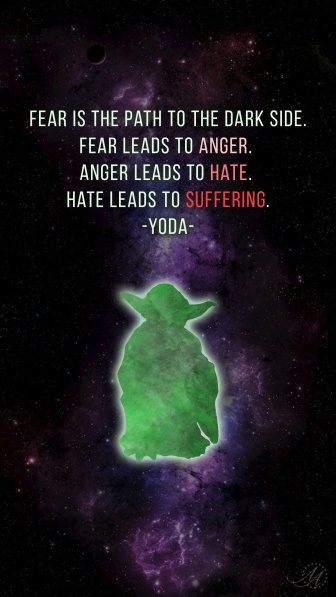 FEAR IS THE PATH TO THE DARK SIDE.
FEAR LEADS TO ANGER.
ANGER LEADS TO HATE.
HATE LEADS TO SUFFERING.
-YODA-
M